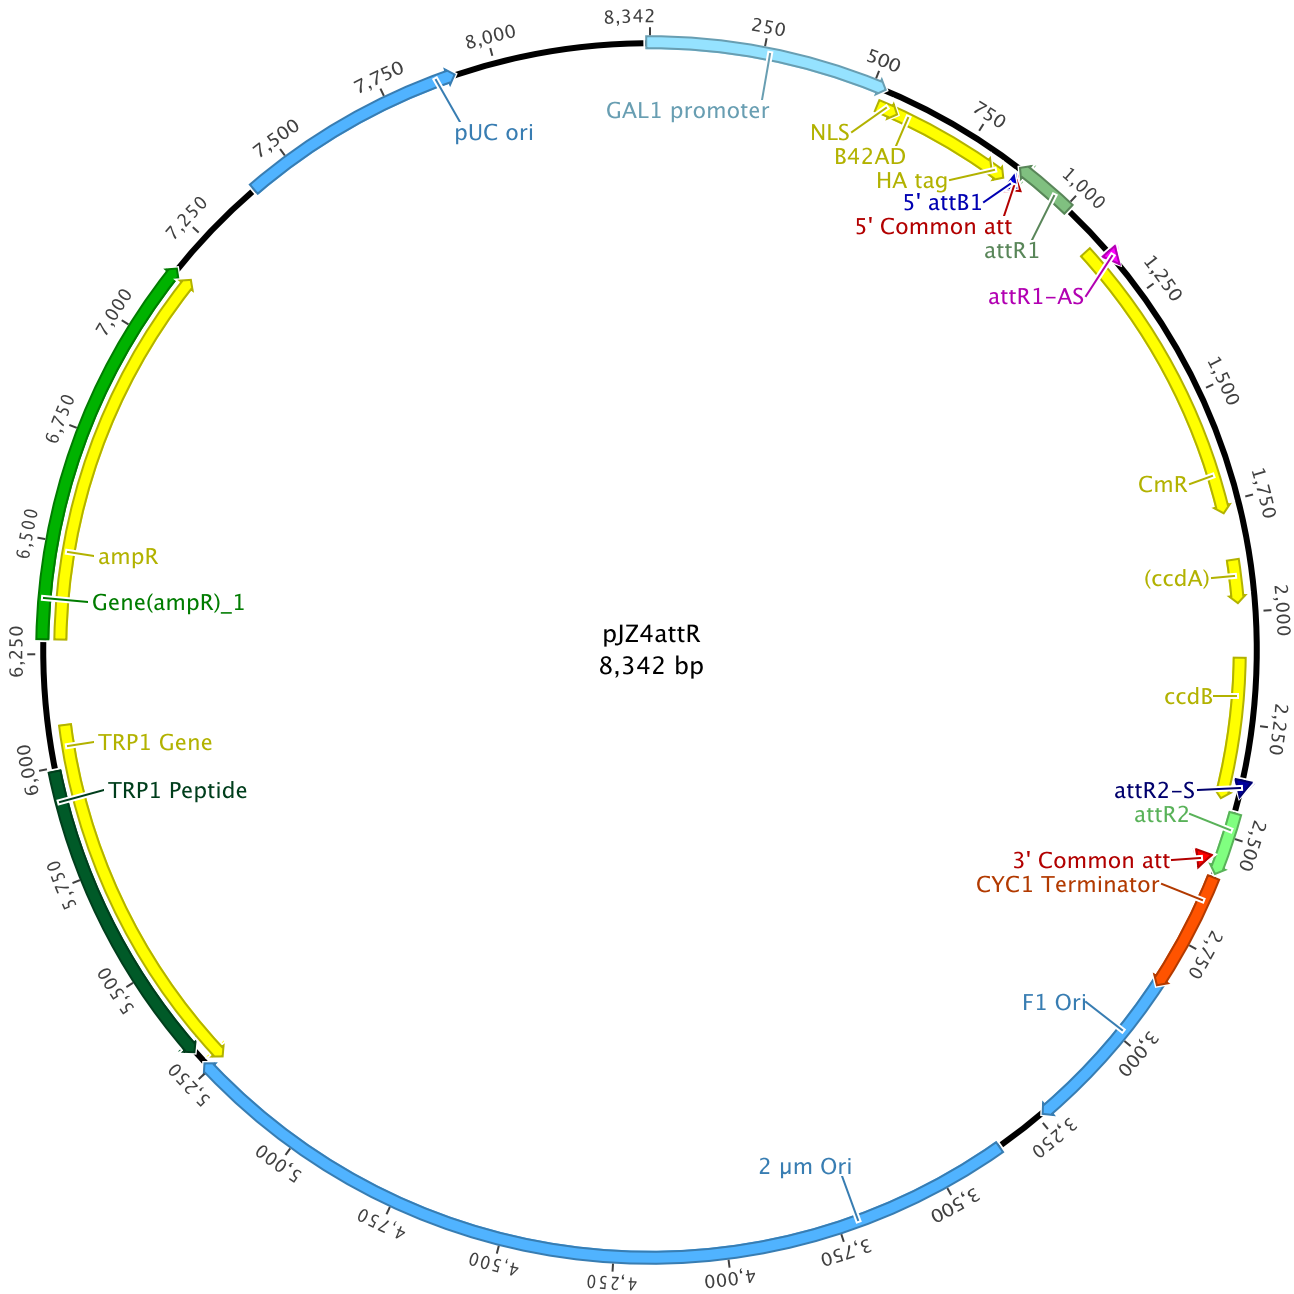 8,342
250
500
750
1,000
1,250
1,500
1,750
2,000
2,250
2,500
2,750
3,000
3,250
3,500
3,750
4,000
4,250
4,500
4,750
5,000
5,250
5,500
5,750
6,000
6,250
6,500
6,750
7,000
7,250
7,500
7,750
8,000
GAL1 promoter
pUC ori
NLS
B42AD
HA tag
5' attB1
5' Common att
attR1
attR1-AS
CmR
(ccdA)
ampR
Gene(ampR)_1
pJZ4attR
8,342 bp
ccdB
TRP1 Gene
TRP1 Peptide
attR2-S
attR2
3' Common att
CYC1 Terminator
F1 Ori
2 µm Ori